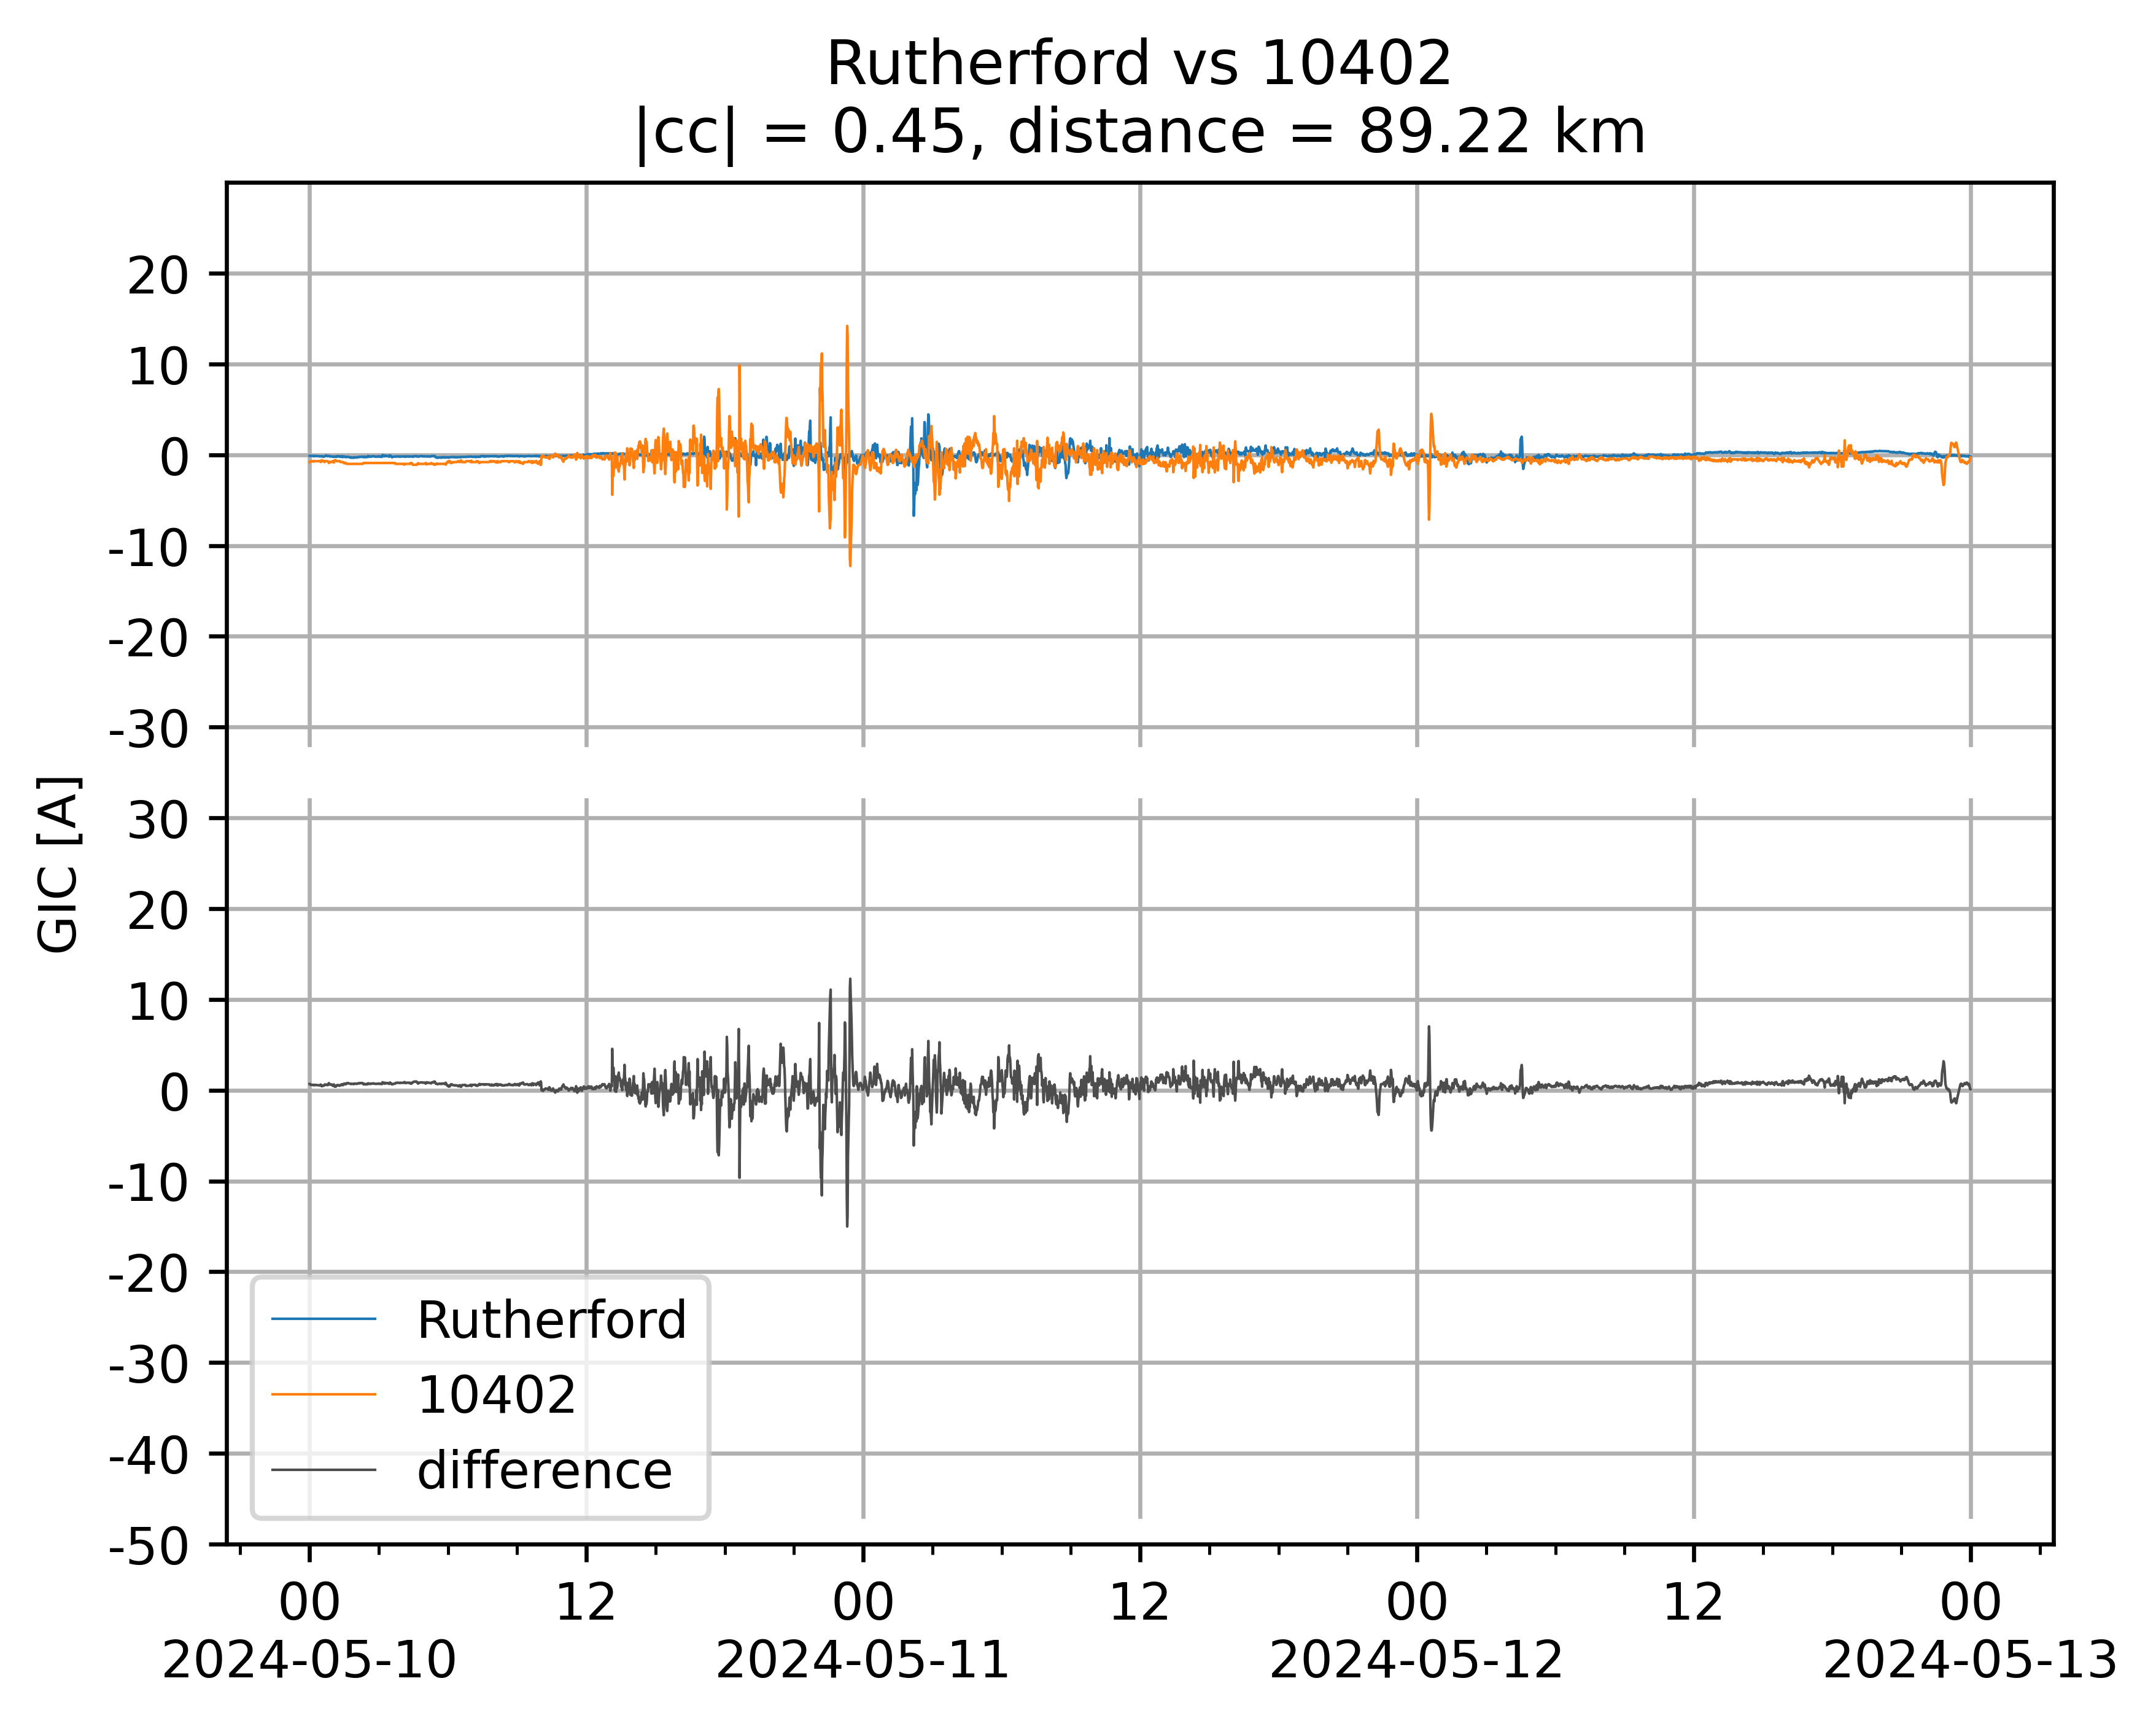 Rutherford vs 10402
|cc| = 0.45, distance = 89.22 km
GIC [A]
20
10
0
-10
-20
-30
30
20
10
0
-10
-20
-30
-40
-50
Rutherford
10402
difference
00 12 00 12 00 12 00
2024-05-10 2024-05-11 2024-05-12 2024-05-13